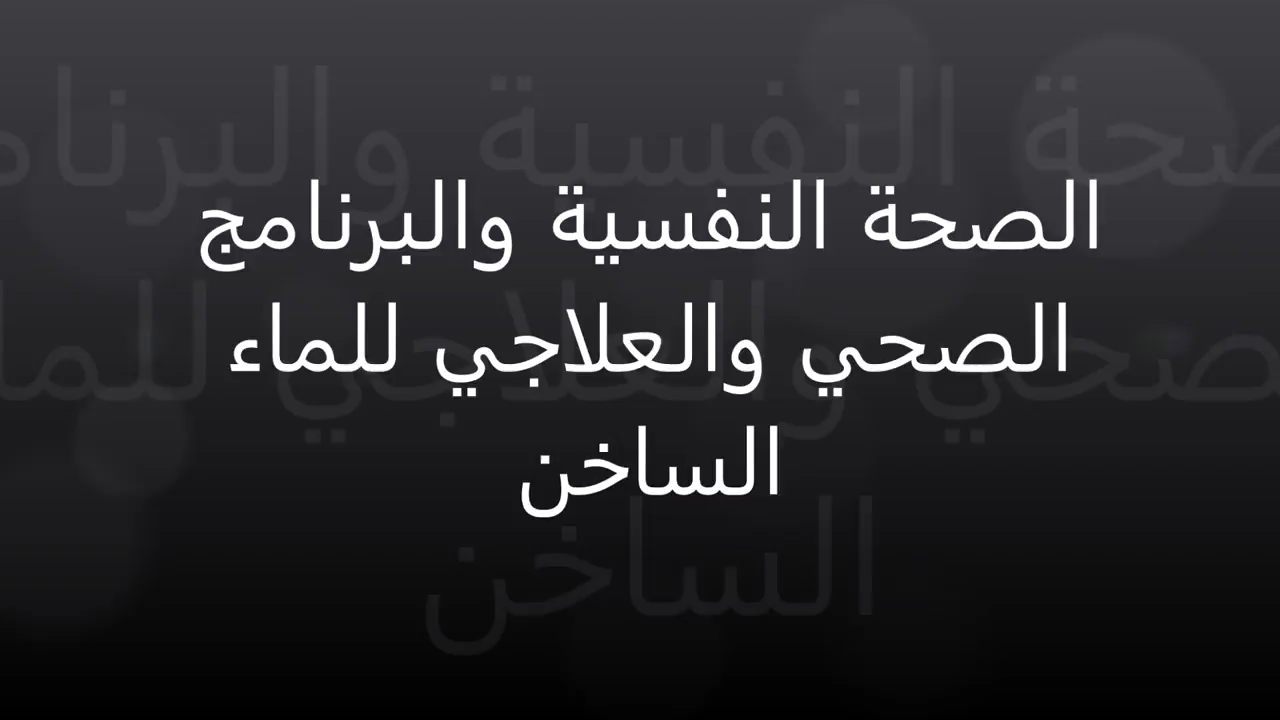 الصحة النفسية والبرنامج
الصحي والعلاجي للماء
الساخن